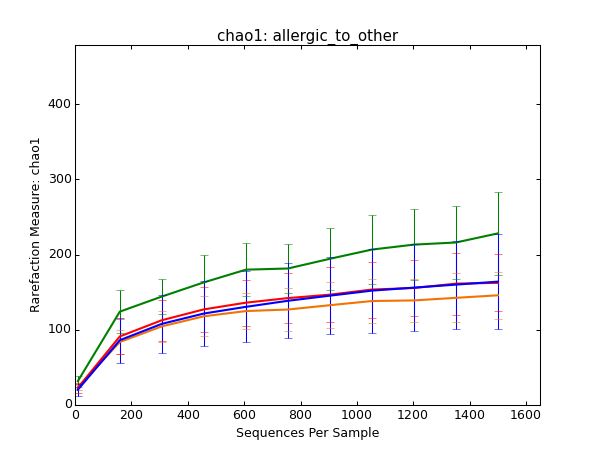 chao1: allergic_to_other
Rarefaction Measure: chao1
400
300
200
100
0
0 200 400 600 800 1000 1200 1400 1600
Sequences Per Sample